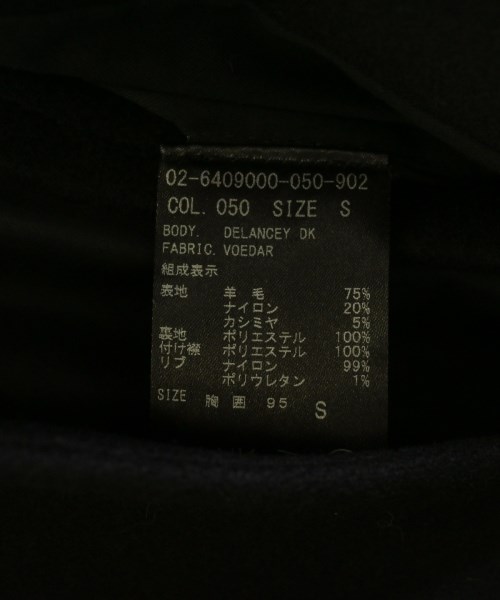 02-6409000-050-902
COL. 050 SIZE S
BODY. DELANCEY DK
FABRIC. VOEDAR
組成表示
表地 羊毛 75%
ナイロン 20%
カシミヤ 5%
裏地 ポリエステル 100%
付け襟 ポリエステル 100%
リブ ナイロン 99%
ポリウレタン 1%
SIZE 胸囲 95 S